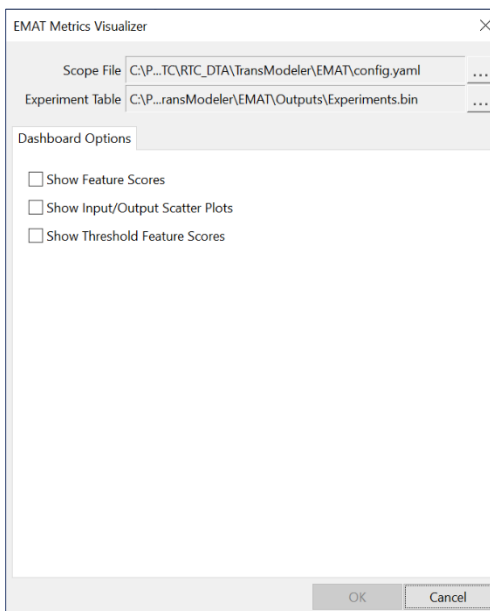 EMAT Metrics Visualizer
Scope File C:\P...TC\RTC_DTA\TransModeler\EMAT\config.yaml ...
Experiment Table C:\P...ransModeler\EMAT\Outputs\Experiments.bin ...
Dashboard Options
Show Feature Scores
Show Input/Output Scatter Plots
Show Threshold Feature Scores
OK Cancel